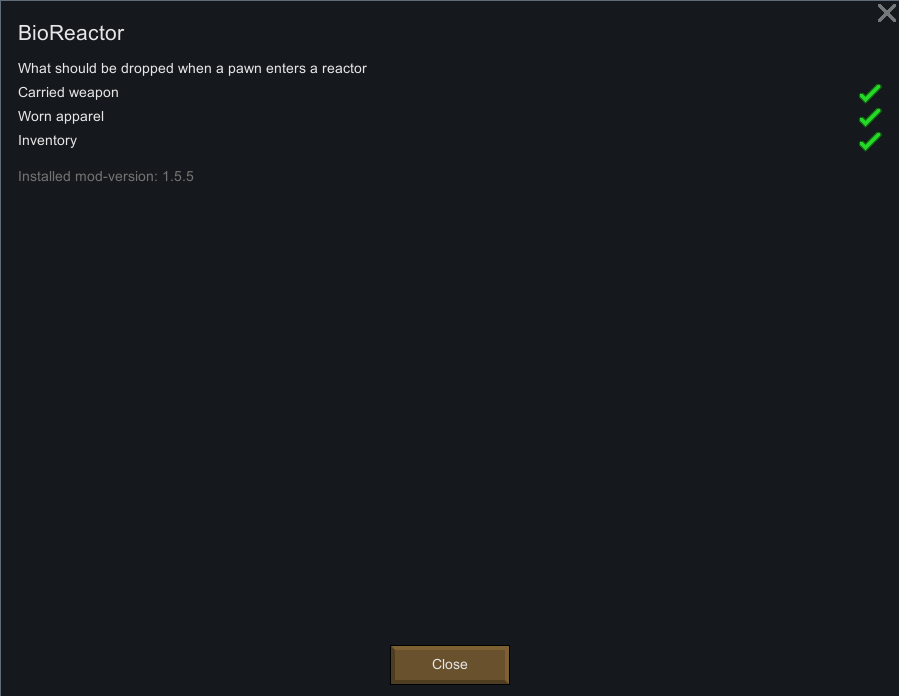 BioReactor
What should be dropped when a pawn enters a reactor
Carried weapon
Worn apparel
Inventory
Installed mod-version: 1.5.5
Close